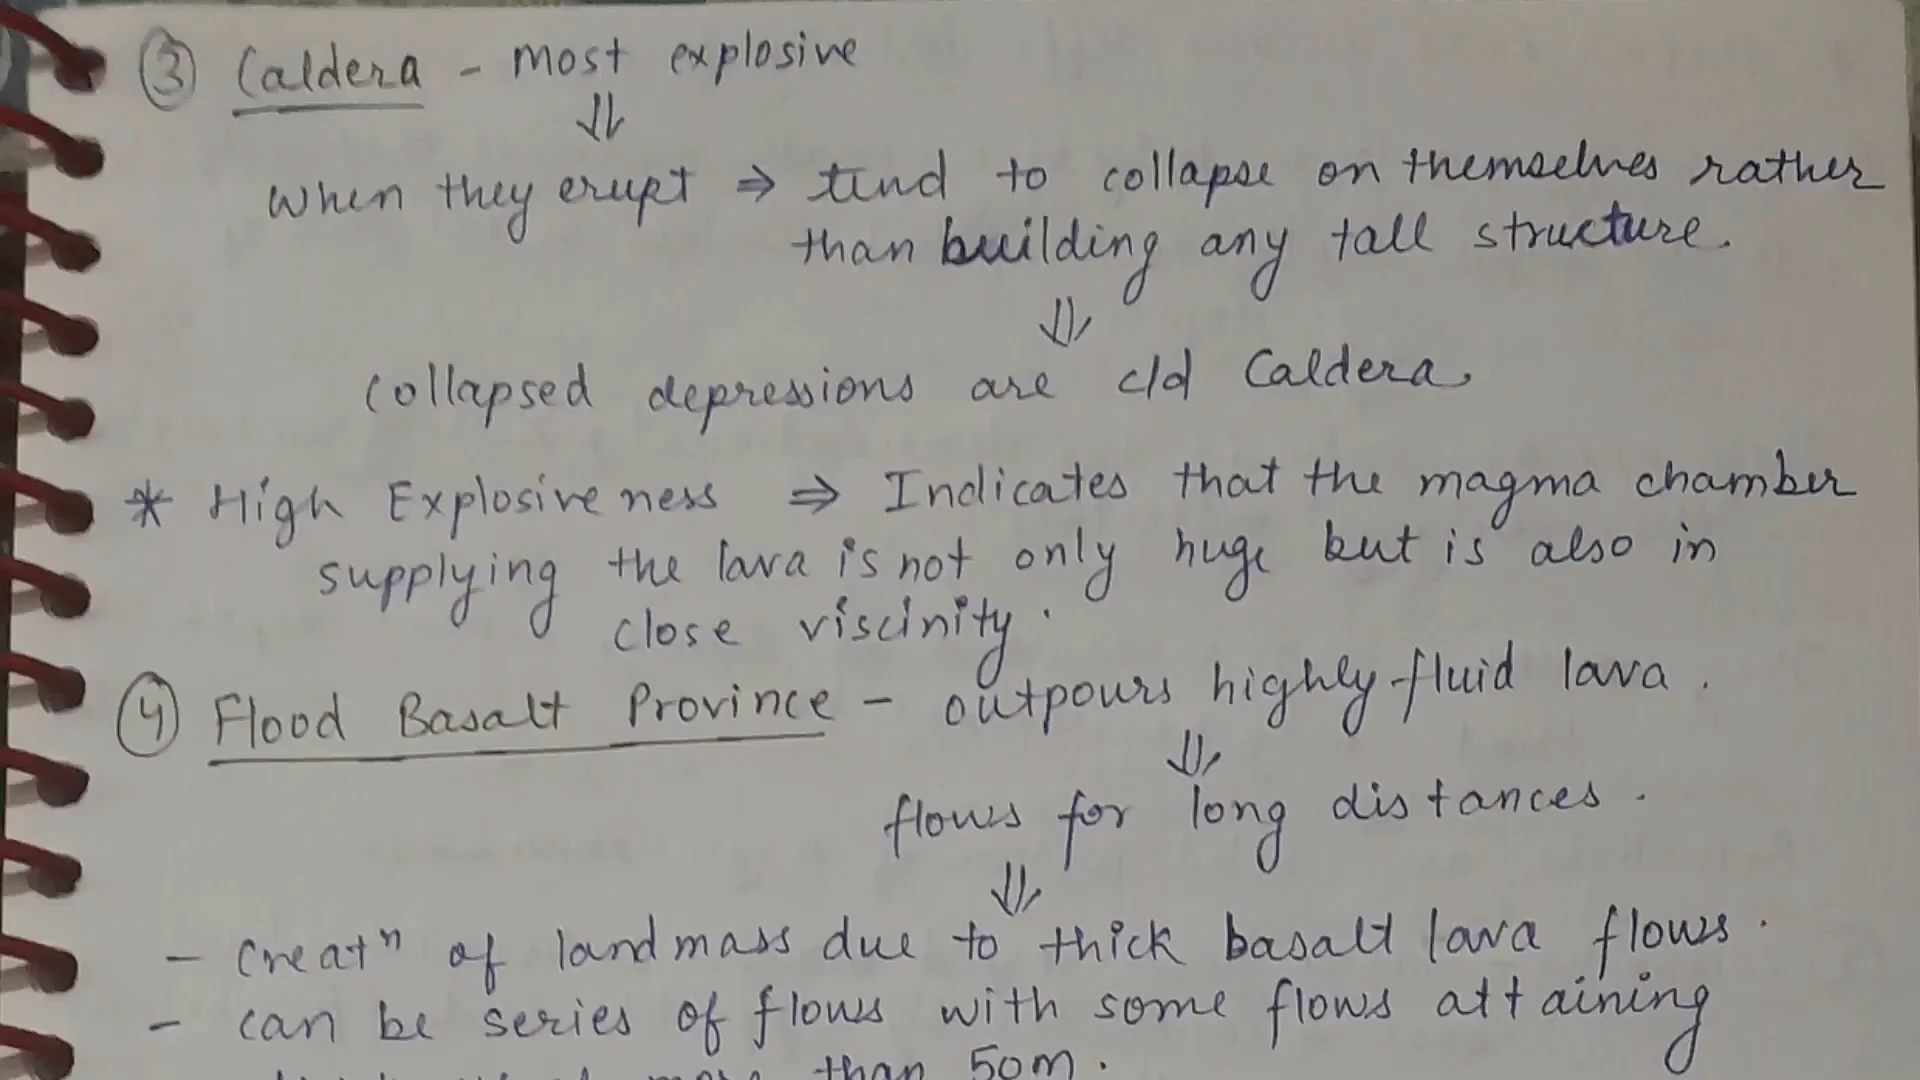 ③ Caldera - most explosive
⇓
When they erupt ⇒ tend to collapse on themselves rather
than building any tall structure.
⇓
Collapsed depressions are c/d Caldera.
* High Explosiveness ⇒ Indicates that the magma chamber
supplying the lava is not only huge but is also in
close viscinity.
④ Flood Basalt Province - outpours highly fluid lava.
⇓
flows for long distances.
⇓
- Creatⁿ of landmass due to thick basalt lava flows.
- can be series of flows with some flows attaining
more than 50m.